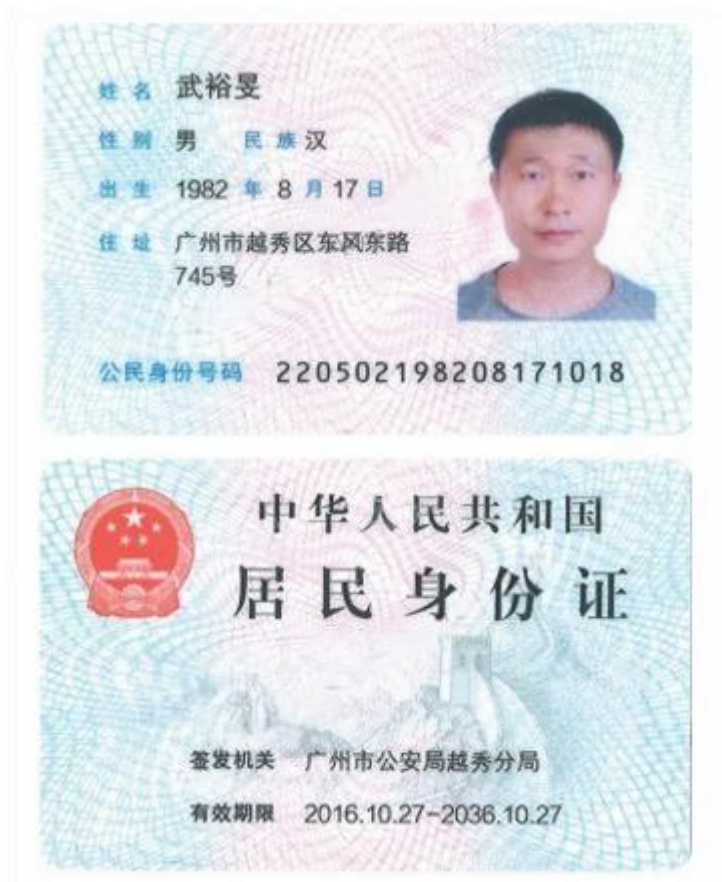 姓名 武裕旻
性别 男 民族 汉
出生 1982 年 8 月 17 日
住址 广州市越秀区东风东路
745号
公民身份号码 220502198208171018
中华人民共和国
居民身份证
签发机关 广州市公安局越秀分局
有效期限 2016.10.27-2036.10.27